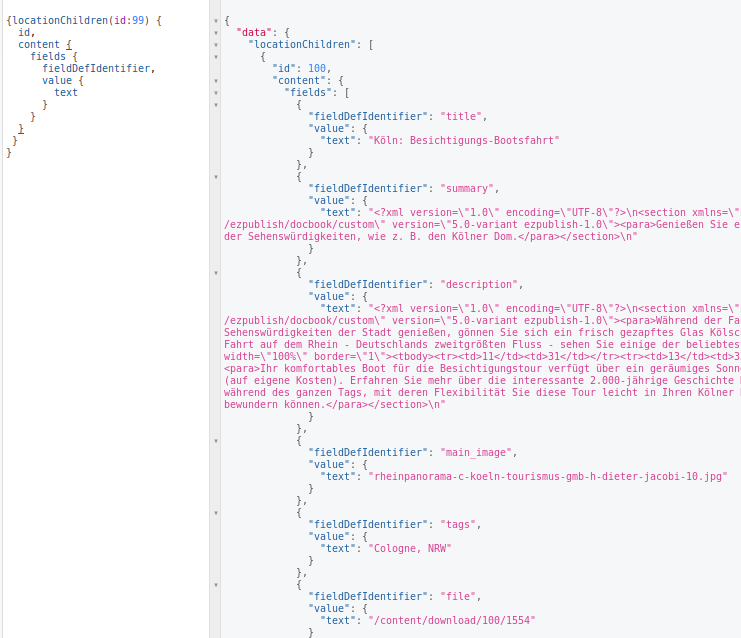 {locationChildren(id:99) {
id,
content {
fields {
fieldDefIdentifier,
value {
text
}
}
}
}
}
{
"data": {
"locationChildren": [
{
"id": 100,
"content": {
"fields": [
{
"fieldDefIdentifier": "title",
"value": {
"text": "Köln: Besichtigungs-Bootsfahrt"
}
},
{
"fieldDefIdentifier": "summary",
"value": {
"text": "<?xml version=\"1.0\" encoding=\"UTF-8\"?>\n<section xmlns=\"
/ezpublish/docbook/custom\" version=\"5.0-variant ezpublish-1.0\"><para>Genießen Sie e
der Sehenswürdigkeiten, wie z. B. den Kölner Dom.</para></section>\n"
}
},
{
"fieldDefIdentifier": "description",
"value": {
"text": "<?xml version=\"1.0\" encoding=\"UTF-8\"?>\n<section xmlns=\"
/ezpublish/docbook/custom\" version=\"5.0-variant ezpublish-1.0\"><para>Während der Fa
Sehenswürdigkeiten der Stadt genießen, gönnen Sie sich ein frisch gezapftes Glas Kölsc
Fahrt auf dem Rhein - Deutschlands zweitgrößten Fluss - sehen Sie einige der beliebtes
width=\"100%\" border=\"1\"><tbody><tr><td>11</td><td>31</td></tr><tr><td>13</td><td>3
<para>Ihr komfortables Boot für die Besichtigungstour verfügt über ein geräumiges Sonn
(auf eigene Kosten). Erfahren Sie mehr über die interessante 2.000-jährige Geschichte
während des ganzen Tags, mit deren Flexibilität Sie diese Tour leicht in Ihren Kölner
bewundern können.</para></section>\n"
}
},
{
"fieldDefIdentifier": "main_image",
"value": {
"text": "rheinpanorama-c-koeln-tourismus-gmb-h-dieter-jacobi-10.jpg"
}
},
{
"fieldDefIdentifier": "tags",
"value": {
"text": "Cologne, NRW"
}
},
{
"fieldDefIdentifier": "file",
"value": {
"text": "/content/download/100/1554"
}